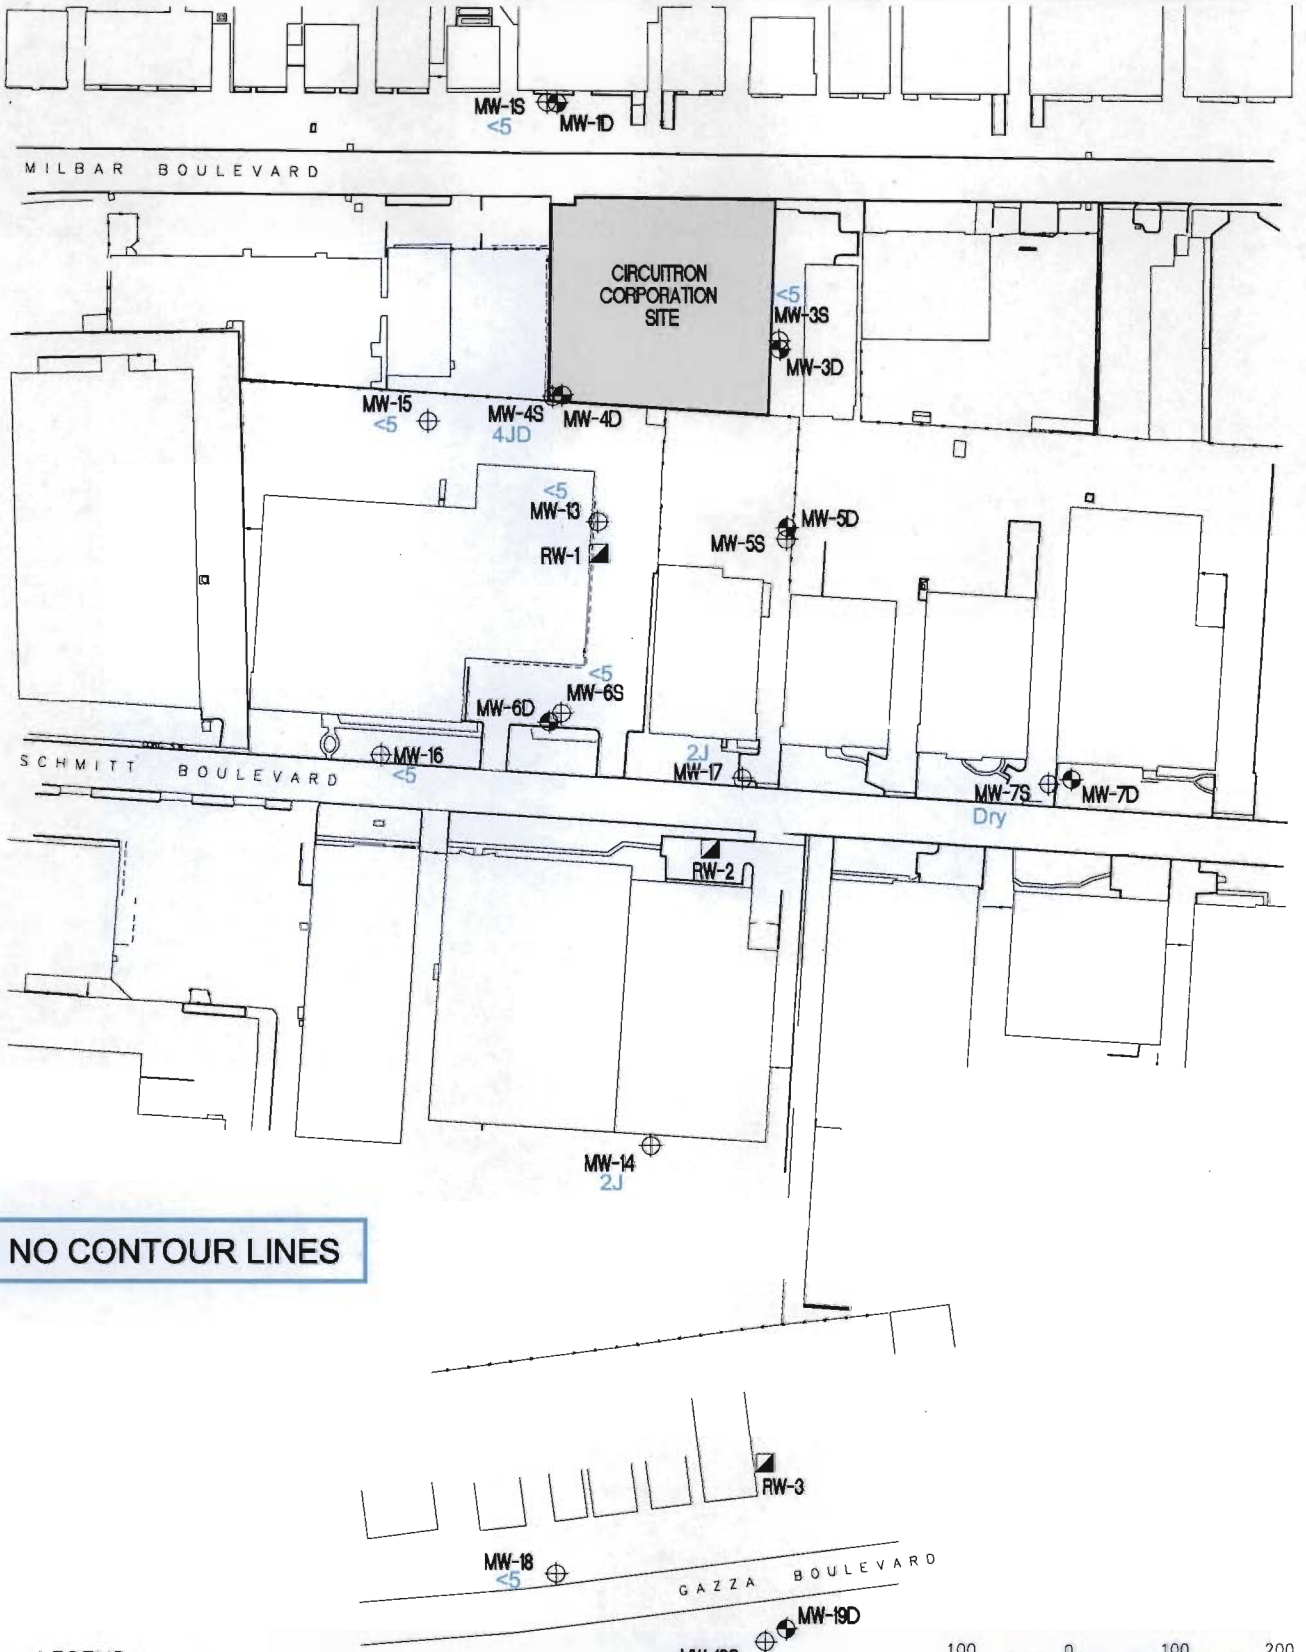 MW-1S
<5
MW-1D
MILBAR BOULEVARD
CIRCUITRON
CORPORATION
SITE
<5
MW-3S
MW-3D
MW-15
<5
MW-4S
4JD
MW-4D
<5
MW-13
RW-1
MW-5D
MW-5S
<5
MW-6S
MW-6D
SCHMITT BOULEVARD
MW-16
<5
2J
MW-17
MW-7S
Dry
MW-7D
RW-2
MW-14
2J
NO CONTOUR LINES
RW-3
MW-18
<5
GAZZA BOULEVARD
MW-19D
100 0 100 200